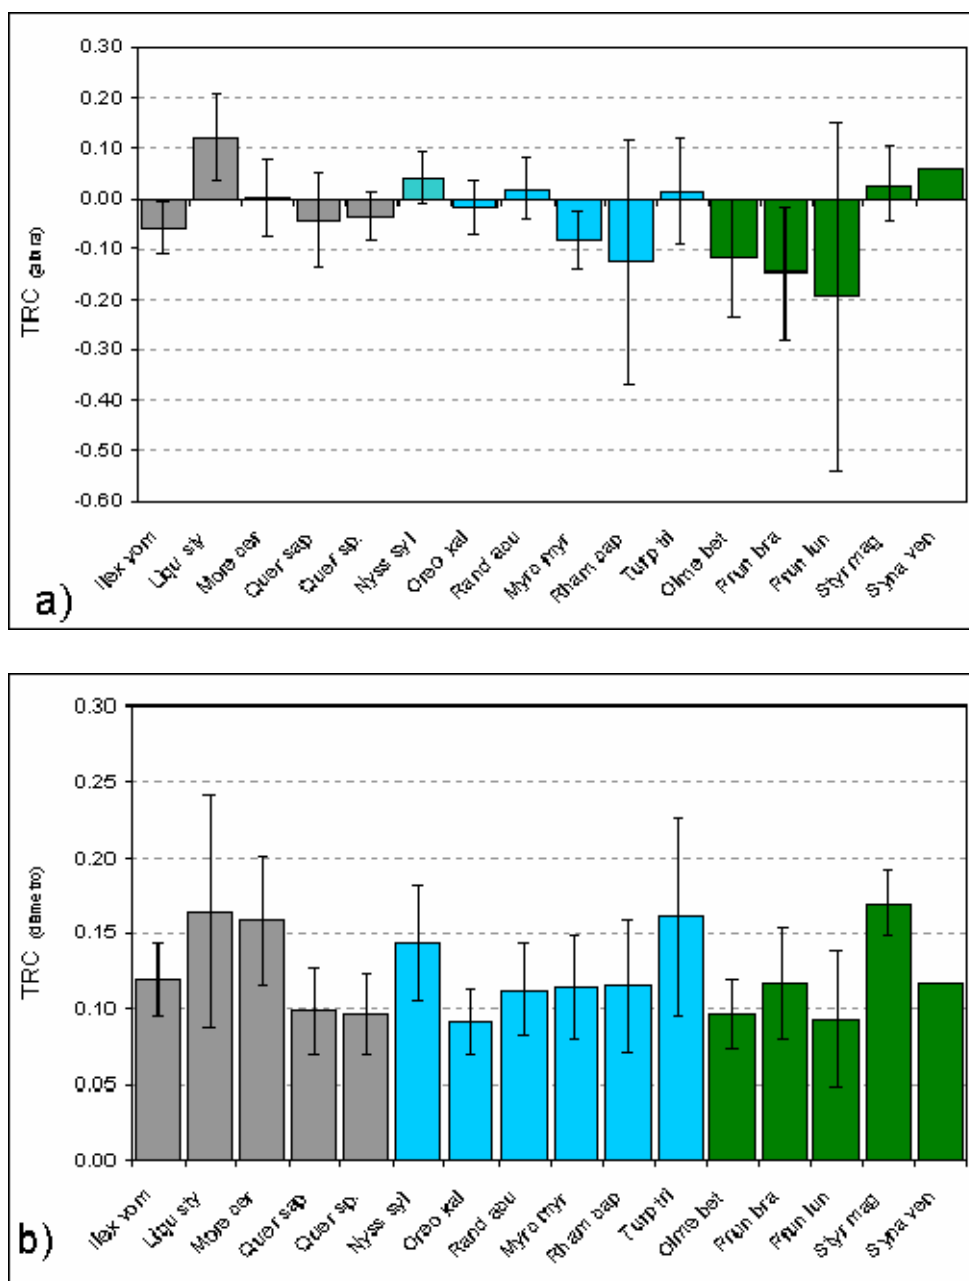 0.30
0.20
0.10
0.00
-0.10
-0.20
-0.30
-0.40
-0.50
-0.60
TRC (altura)
Ilex vom
Liqu sty
More cer
Quer sap
Quer sp.
Nyss syl
Oreo xal
Rand acu
Myro myr
Rham cap
Turp tri
Olme bet
Prun bra
Prun lun
Styr mag
Syna ven
a)
0.30
0.25
0.20
0.15
0.10
0.05
0.00
TRC (diámetro)
Ilex vom
Liqu sty
More cer
Quer sap
Quer sp.
Nyss syl
Oreo xal
Rand acu
Myro myr
Rham cap
Turp tri
Olme bet
Prun bra
Prun lun
Styr mag
Syna ven
b)